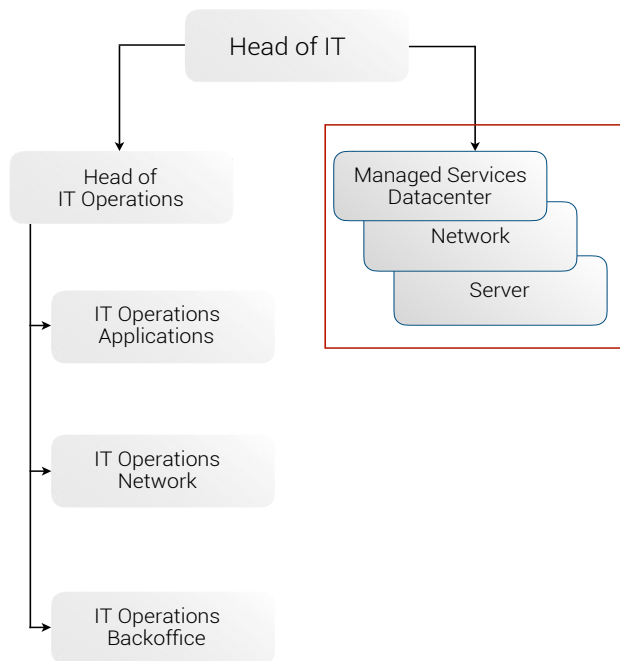 Head of IT
Head of
IT Operations
Managed Services
Datacenter
Network
Server
IT Operations
Applications
IT Operations
Network
IT Operations
Backoffice